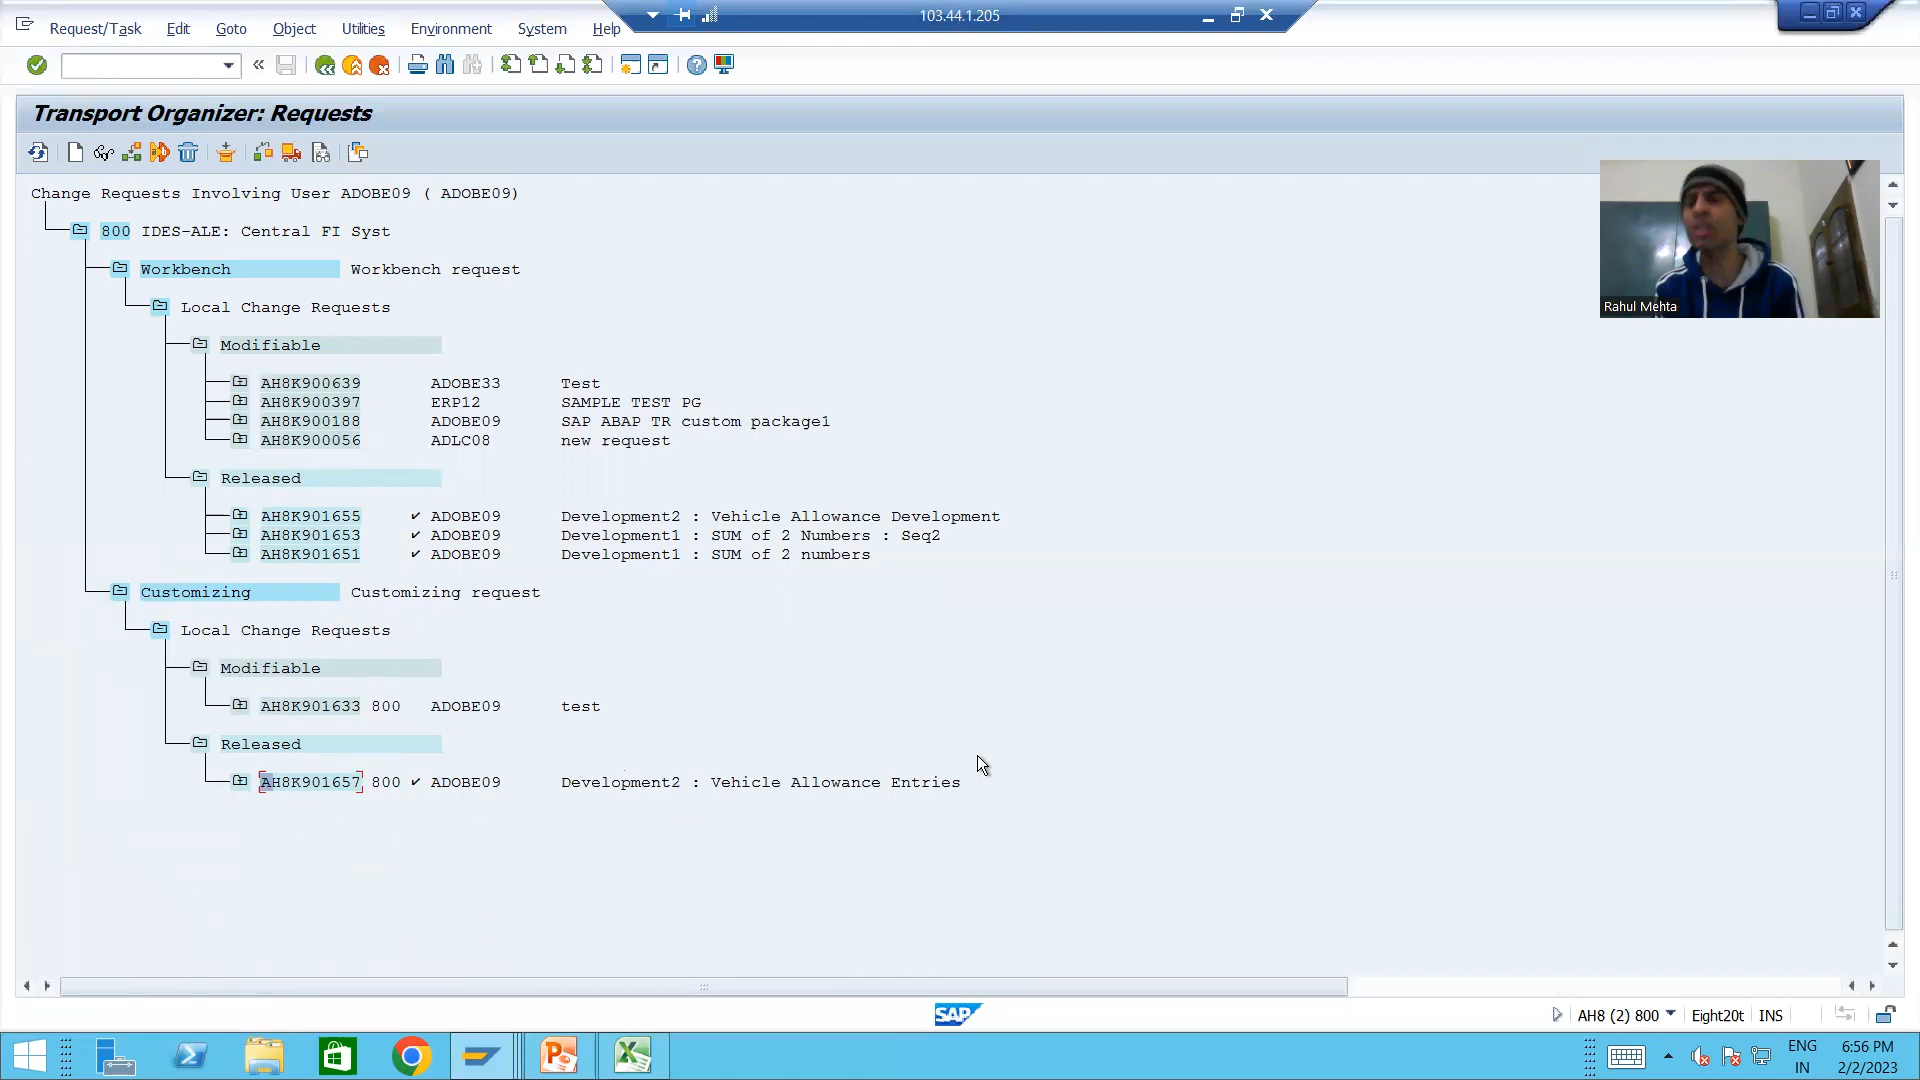 103.44.1.205
Request/Task Edit Goto Object Utilities Environment System Help
Transport Organizer: Requests
Change Requests Involving User ADOBE09 ( ADOBE09)
800 IDES-ALE: Central FI Syst
Workbench Workbench request
Local Change Requests
Modifiable
AH8K900639 ADOBE33 Test
AH8K900397 ERP12 SAMPLE TEST PG
AH8K900188 ADOBE09 SAP ABAP TR custom package1
AH8K900056 ADLC08 new request
Released
AH8K901655 ✔ ADOBE09 Development2 : Vehicle Allowance Development
AH8K901653 ✔ ADOBE09 Development1 : SUM of 2 Numbers : Seq2
AH8K901651 ✔ ADOBE09 Development1 : SUM of 2 numbers
Customizing Customizing request
Local Change Requests
Modifiable
AH8K901633 800 ADOBE09 test
Released
AH8K901657 800 ✔ ADOBE09 Development2 : Vehicle Allowance Entries
Rahul Mehta
SAP
AH8 (2) 800 Eight20t INS
ENG 6:56 PM
IN 2/2/2023